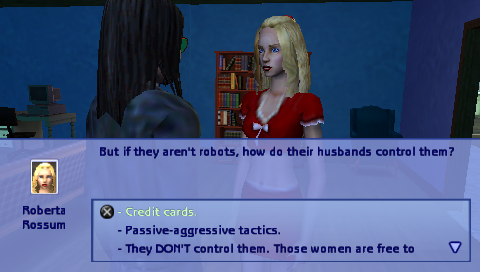 But if they aren't robots, how do their husbands control them?
Roberta
Rossum
- Credit cards.
- Passive-aggressive tactics.
- They DON'T control them. Those women are free to